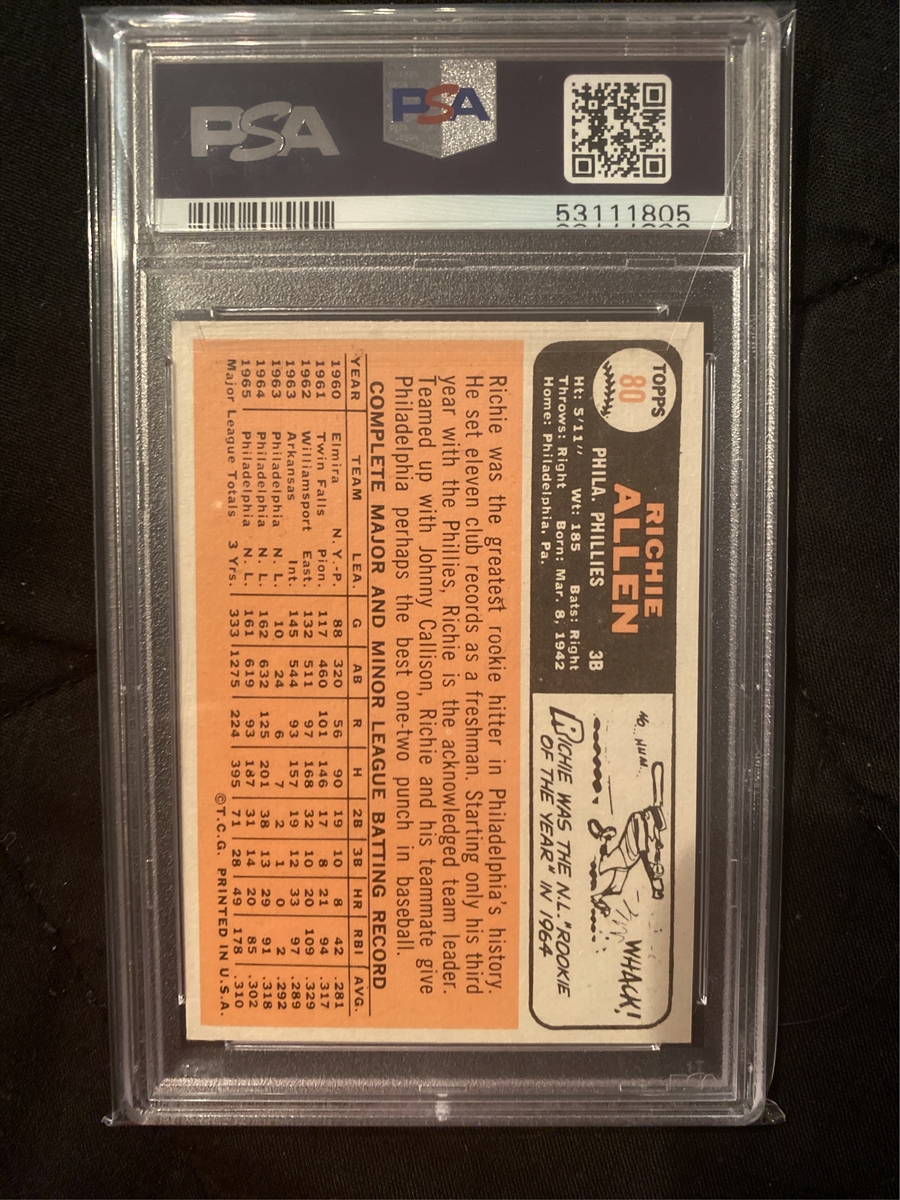 PSA
PSA
53111805
TOPPS
80
RICHIE
ALLEN
PHILA. PHILLIES 3B
Ht: 5'11" Wt: 185 Bats: Right
Throws: Right Born: Mar. 8, 1942
Home: Philadelphia, Pa.
HO.. HUM..
WHACK!
RICHIE WAS THE N.L. "ROOKIE
OF THE YEAR" IN 1964
Richie was the greatest rookie hitter in Philadelphia's history.
He set eleven club records as a freshman. Starting only his third
year with the Phillies, Richie is the acknowledged team leader.
Teamed up with Johnny Callison, Richie and his teammate give
Philadelphia perhaps the best one-two punch in baseball.
COMPLETE MAJOR AND MINOR LEAGUE BATTING RECORD
YEAR TEAM LEA. G AB R H 2B 3B HR RBI AVG.
1960 Elmira N. Y.-P. 88 320 56 90 19 10 8 42 .281
1961 Twin Falls Pion. 117 460 101 146 17 8 21 94 .317
1962 Williamsport East. 132 511 97 168 32 10 20 109 .329
1963 Arkansas Int. 145 544 93 157 19 12 33 97 .289
1963 Philadelphia N. L. 10 24 6 7 2 1 0 2 .292
1964 Philadelphia N. L. 162 632 125 201 38 13 29 91 .318
1965 Philadelphia N. L. 161 619 93 187 31 14 20 85 .302
Major League Totals 3 Yrs. 333 1275 224 395 71 28 49 178 .310
©T.C.G. PRINTED IN U.S.A.
PSA